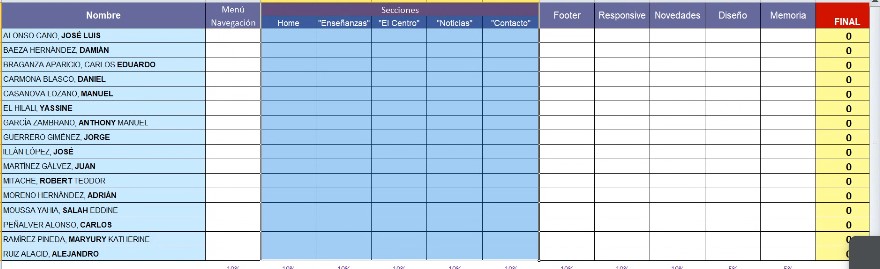 Nombre Menú Navegación Secciones Footer Responsive Novedades Diseño Memoria FINAL
Home "Enseñanzas" "El Centro" "Noticias" "Contacto"
ALONSO CANO, JOSÉ LUIS 0
BAEZA HERNÁNDEZ, DAMIÁN 0
BRAGANZA APARICIO, CARLOS EDUARDO 0
CARMONA BLASCO, DANIEL 0
CASANOVA LOZANO, MANUEL 0
EL HILALI, YASSINE 0
GARCÍA ZAMBRANO, ANTHONY MANUEL 0
GUERRERO GIMÉNEZ, JORGE 0
ILLÁN LÓPEZ, JOSÉ 0
MARTÍNEZ GÁLVEZ, JUAN 0
MITACHE, ROBERT TEODOR 0
MORENO HERNÁNDEZ, ADRIÁN 0
MOUSSA YAHIA, SALAH EDDINE 0
PEÑALVER ALONSO, CARLOS 0
RAMÍREZ PINEDA, MARYURY KATHERINE 0
RUIZ ALACID, ALEJANDRO 0